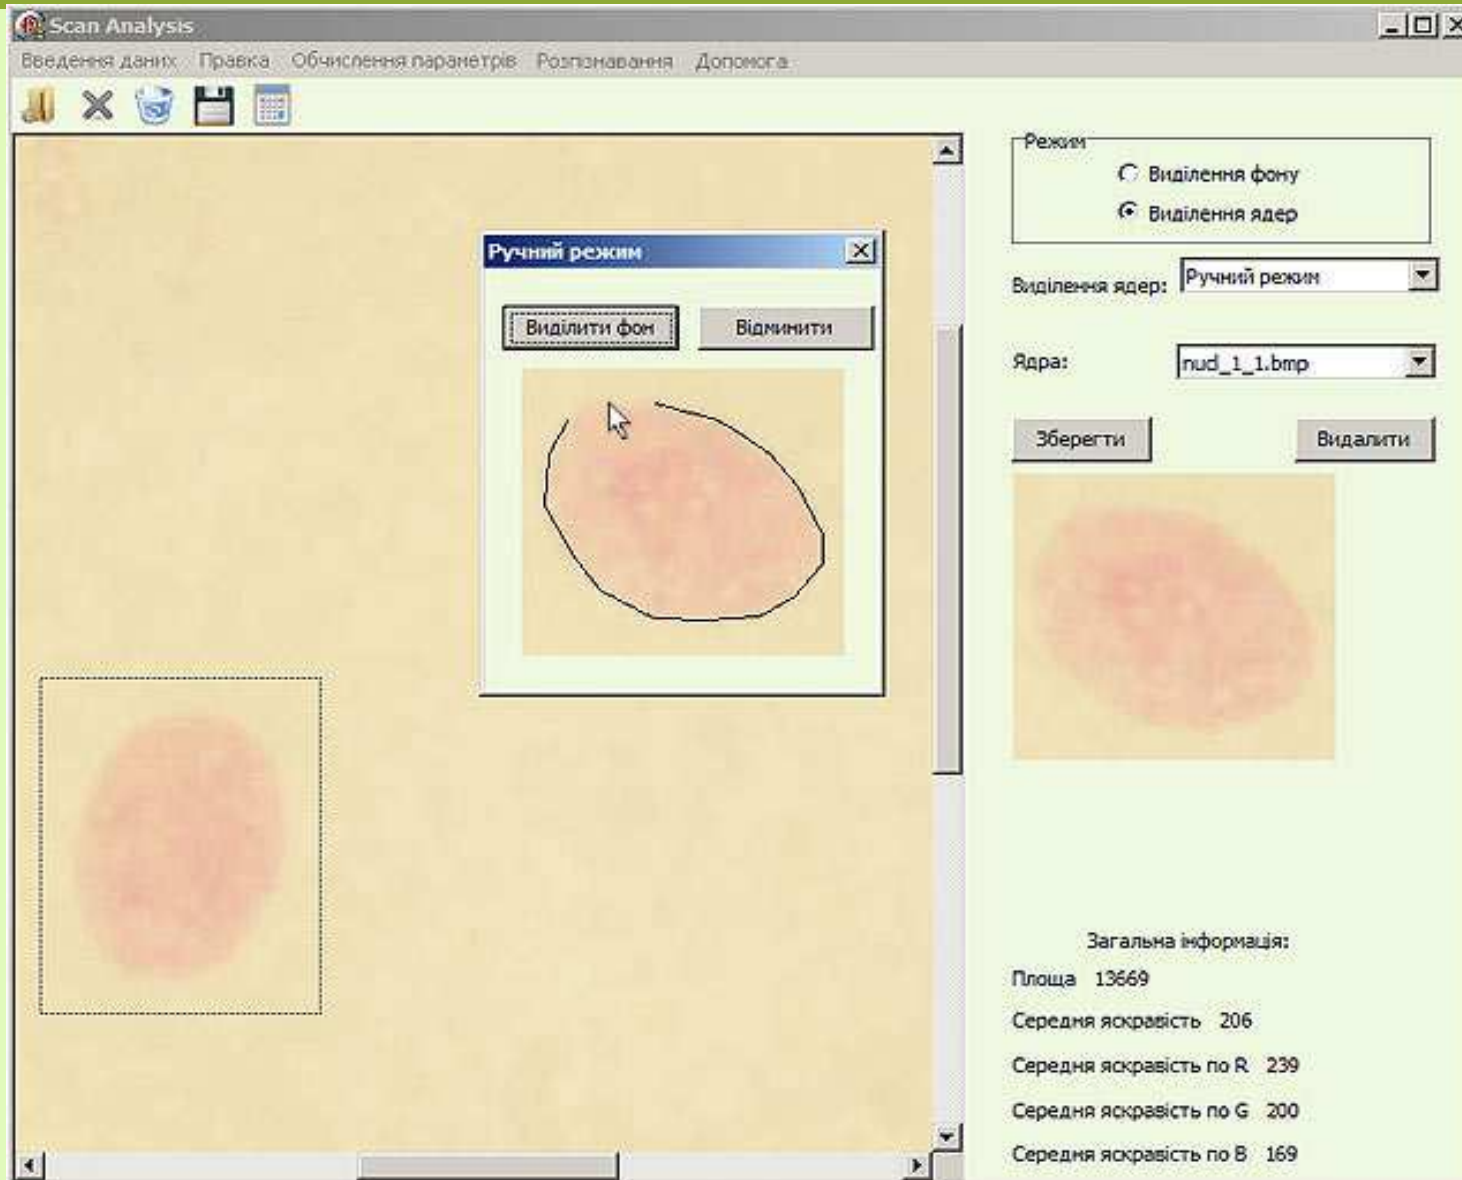 Scan Analysis
Введення даних Правка Обчислення параметрів Розпізнавання Допомога
Режим
Виділення фону
Виділення ядер
Виділення ядер: Ручний режим
Ядра: nucl_1_1.bmp
Зберегти Видалити
Ручний режим
Виділити фон Відминити
Загальна інформація:
Площа 13669
Середня яскравість 206
Середня яскравість по R 239
Середня яскравість по G 200
Середня яскравість по B 169